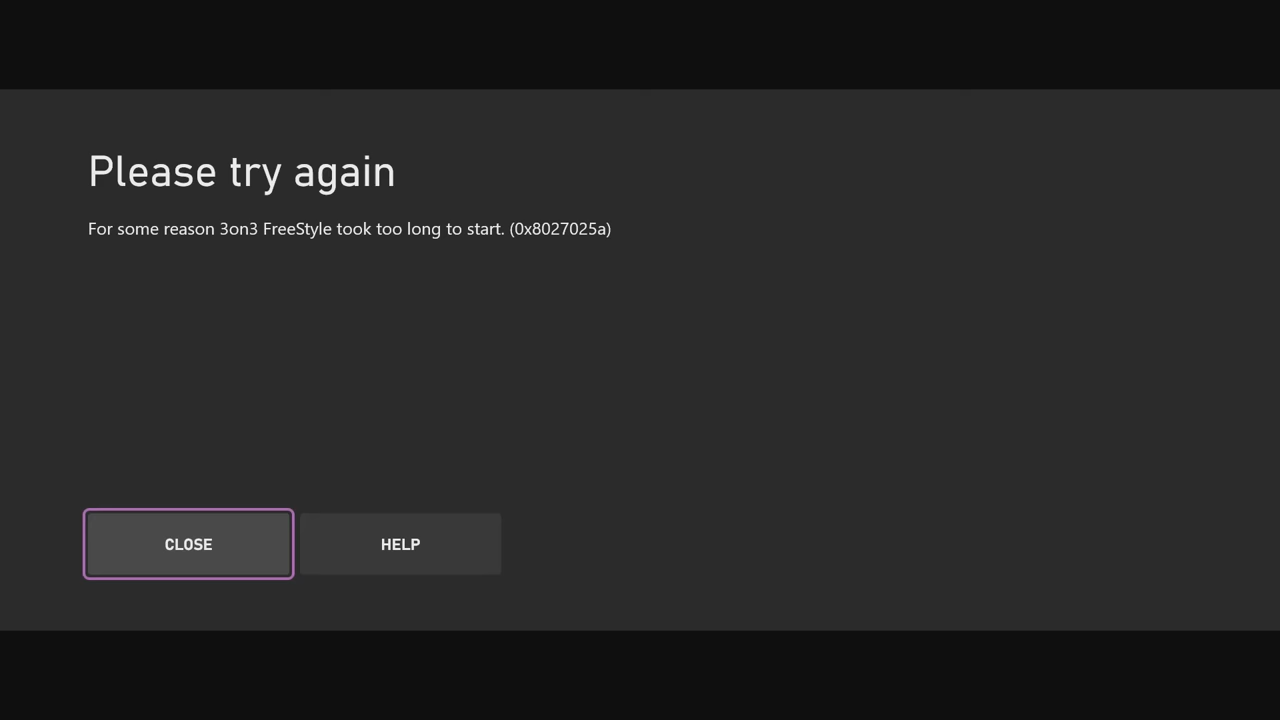 Please try again
For some reason 3on3 FreeStyle took too long to start. (0x8027025a)
CLOSE
HELP